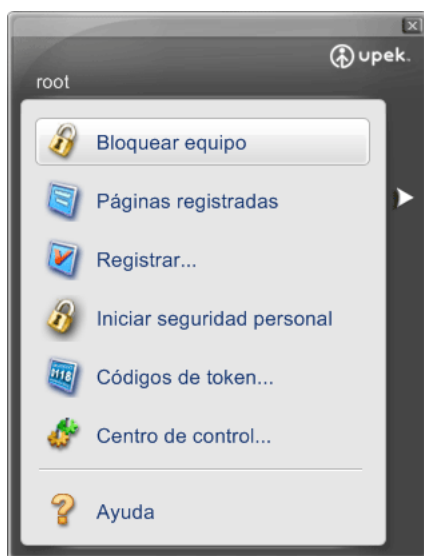 upek.
root
Bloquear equipo
Páginas registradas
Registrar...
Iniciar seguridad personal
Códigos de token...
Centro de control...
Ayuda